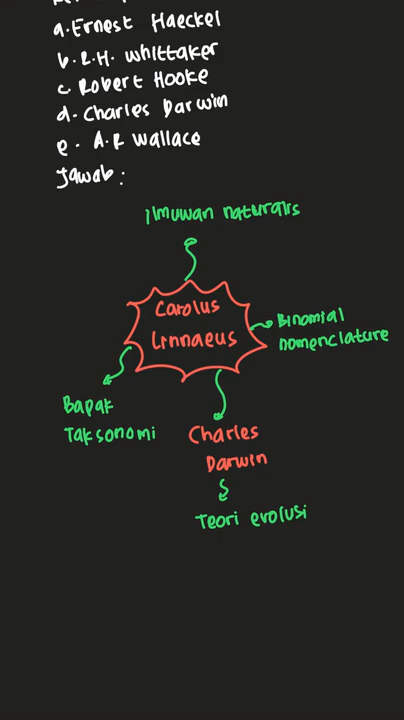 a. Ernest Haeckel
b. R.H. Whittaker
c. Robert Hooke
d. Charles Darwin
e. A.R Wallace
Jawab:
Ilmuwan naturalis
Carolus
Linnaeus
Binomial
nomenclature
Bapak
Taksonomi
Charles
Darwin
Teori evolusi